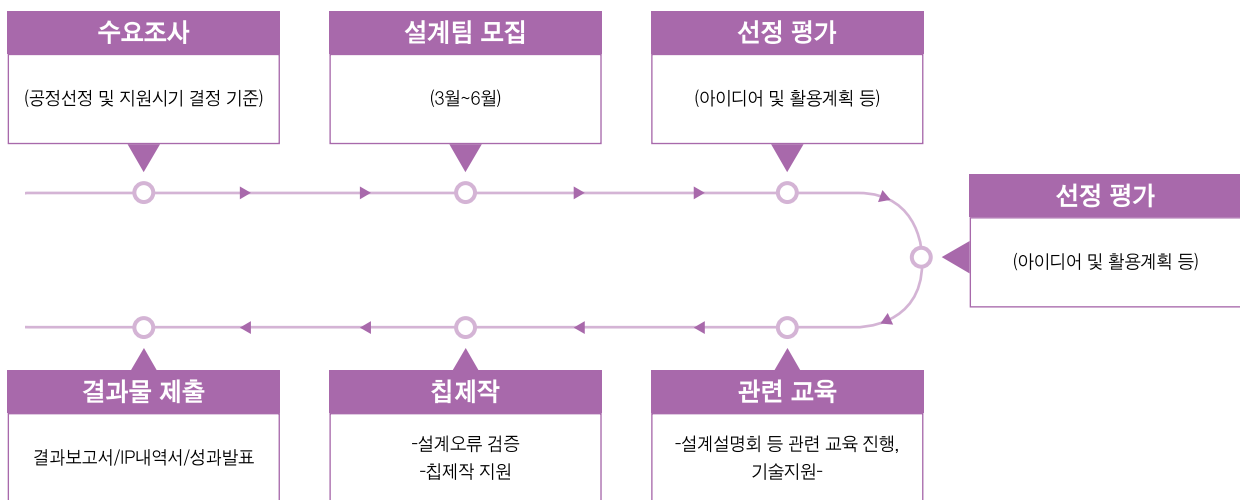 수요조사
(공정선정 및 지원시기 결정 기준)
설계팀 모집
(3월~6월)
선정 평가
(아이디어 및 활용계획 등)
선정 평가
(아이디어 및 활용계획 등)
관련 교육
-설계설명회 등 관련 교육 진행,
기술지원-
칩제작
-설계오류 검증
-칩제작 지원
결과물 제출
결과보고서/IP내역서/성과발표